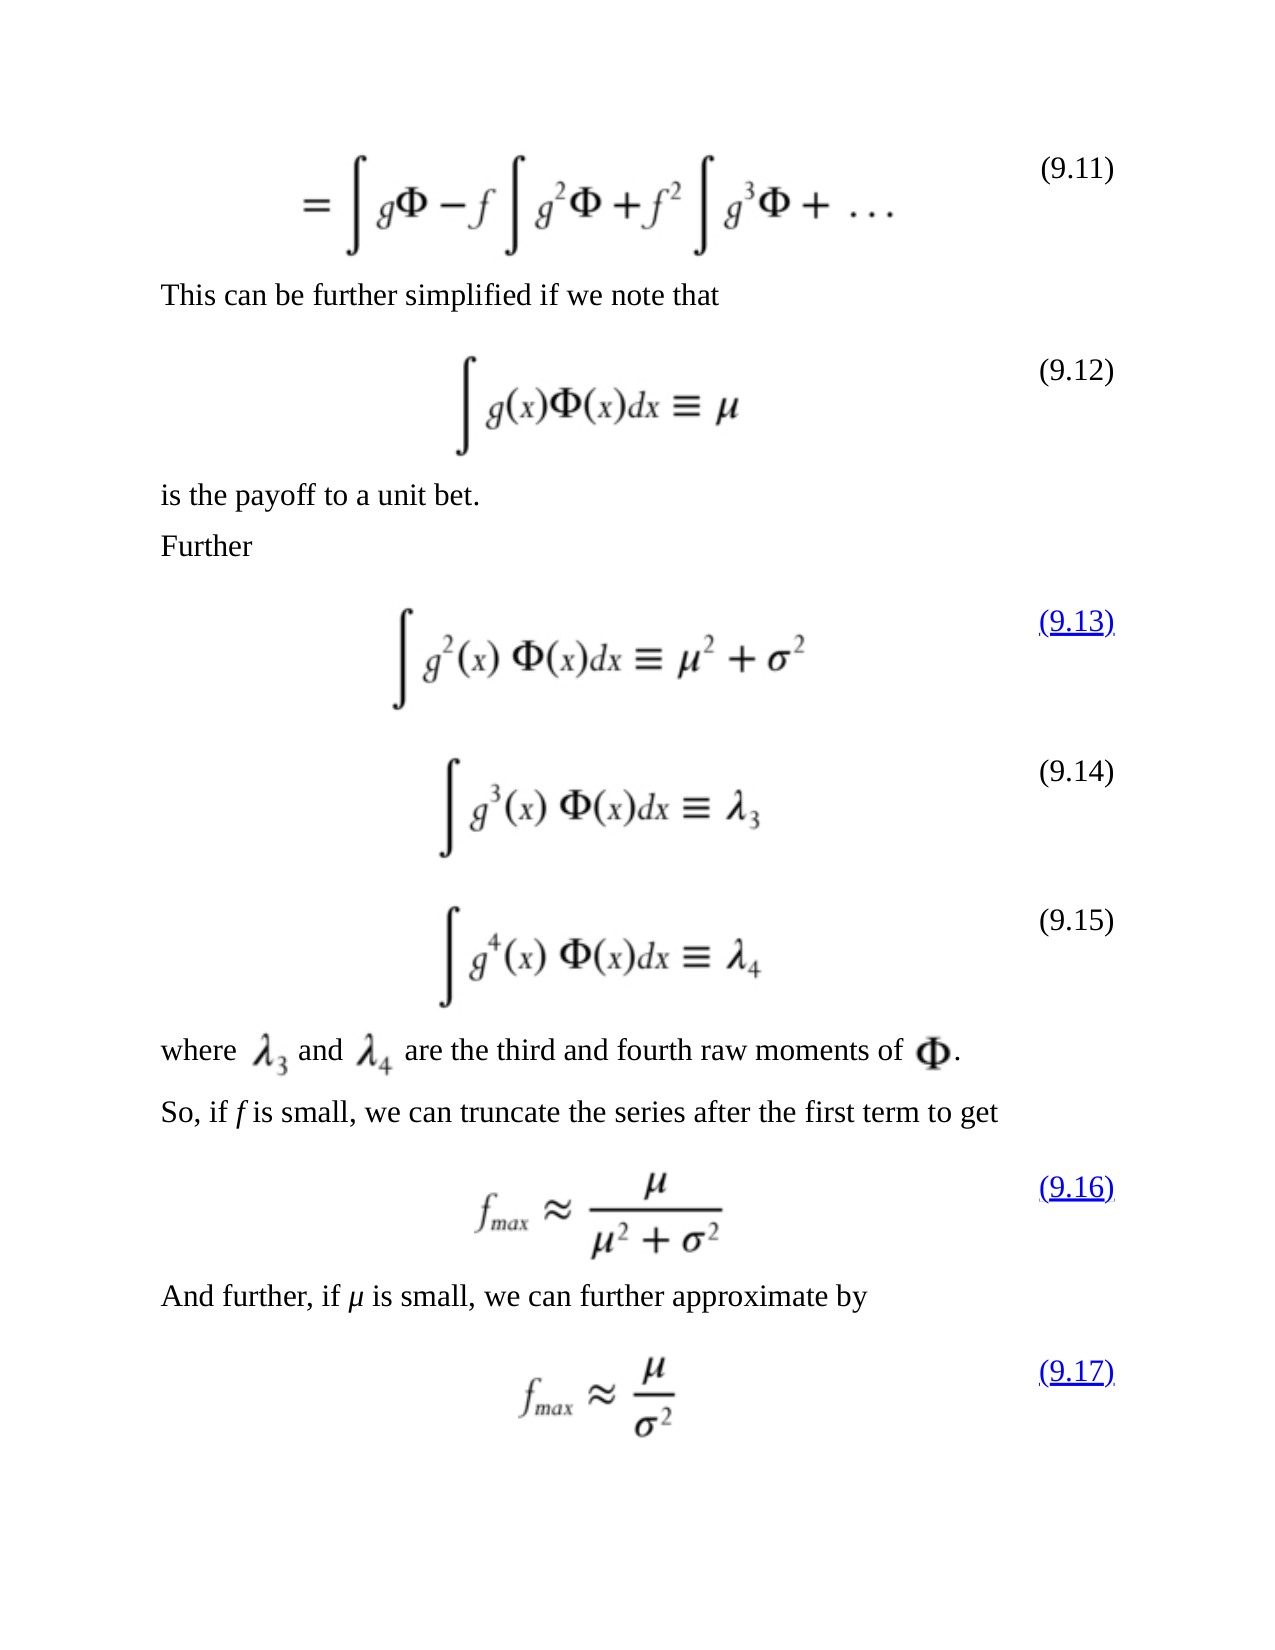 = ∫ gΦ − f ∫ g²Φ + f² ∫ g³Φ + … (9.11)
This can be further simplified if we note that
∫ g(x)Φ(x)dx ≡ μ (9.12)
is the payoff to a unit bet.
Further
∫ g²(x) Φ(x)dx ≡ μ² + σ² (9.13)
∫ g³(x) Φ(x)dx ≡ λ₃ (9.14)
∫ g⁴(x) Φ(x)dx ≡ λ₄ (9.15)
where λ₃ and λ₄ are the third and fourth raw moments of Φ.
So, if f is small, we can truncate the series after the first term to get
f_max ≈ μ / (μ² + σ²) (9.16)
And further, if μ is small, we can further approximate by
f_max ≈ μ / σ² (9.17)